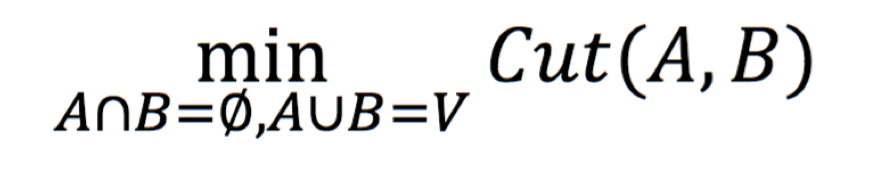 min Cut(A, B)
A∩B=∅,A∪B=V